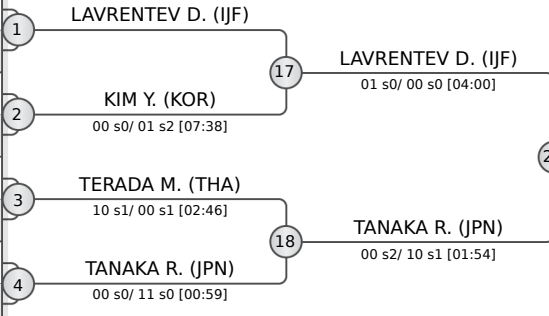 LAVRENTEV D. (IJF)
1
LAVRENTEV D. (IJF)
17
01 s0/ 00 s0 [04:00]
KIM Y. (KOR)
2
00 s0/ 01 s2 [07:38]
TERADA M. (THA)
3
10 s1/ 00 s1 [02:46]
TANAKA R. (JPN)
18
00 s2/ 10 s1 [01:54]
TANAKA R. (JPN)
4
00 s0/ 11 s0 [00:59]